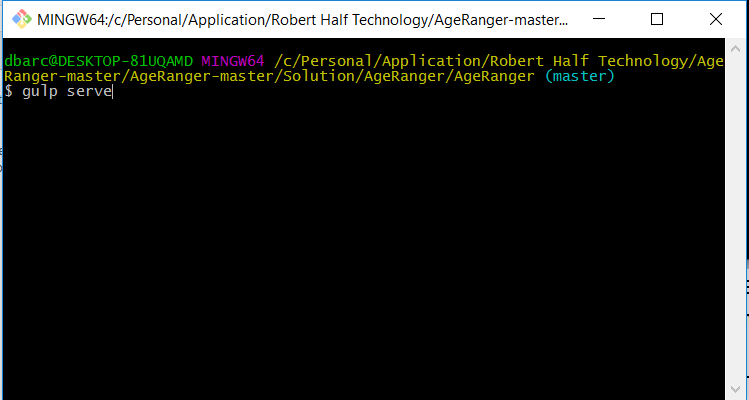 MINGW64:/c/Personal/Application/Robert Half Technology/AgeRanger-master...
dbarc@DESKTOP-81UQAMD MINGW64 /c/Personal/Application/Robert Half Technology/Age
Ranger-master/AgeRanger-master/Solution/AgeRanger/AgeRanger (master)
$ gulp serve